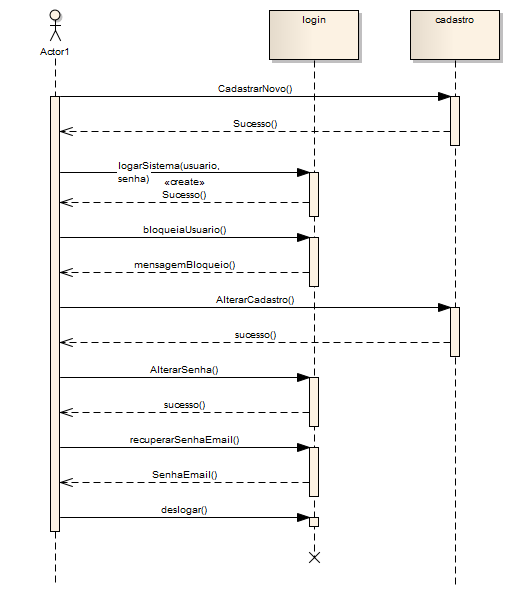 login
cadastro
Actor1
CadastrarNovo()
Sucesso()
logarSistema(usuario,
senha)
«create»
Sucesso()
bloqueiaUsuario()
mensagemBloqueio()
AlterarCadastro()
sucesso()
AlterarSenha()
sucesso()
recuperarSenhaEmail()
SenhaEmail()
deslogar()